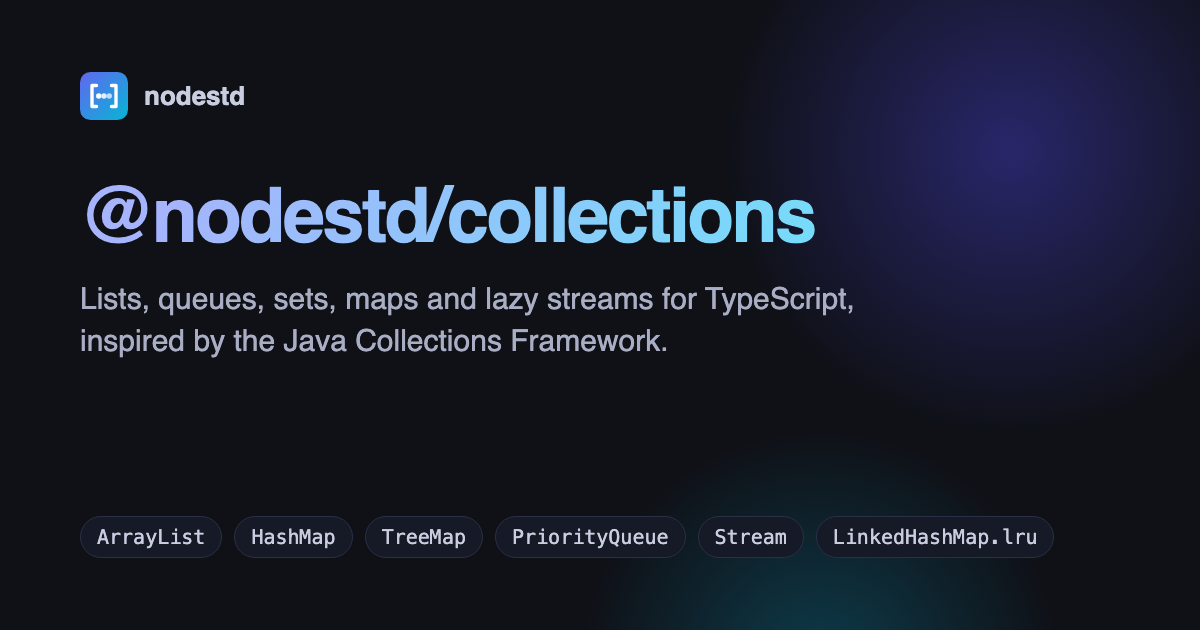 nodestd
@nodestd/collections
Lists, queues, sets, maps and lazy streams for TypeScript,
inspired by the Java Collections Framework.
ArrayList HashMap TreeMap PriorityQueue Stream LinkedHashMap.lru